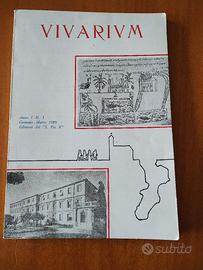 VIVARIVM
Anno I N. 1
Gennaio - Marzo 1989
Edizioni del "S. Pio X"
subito